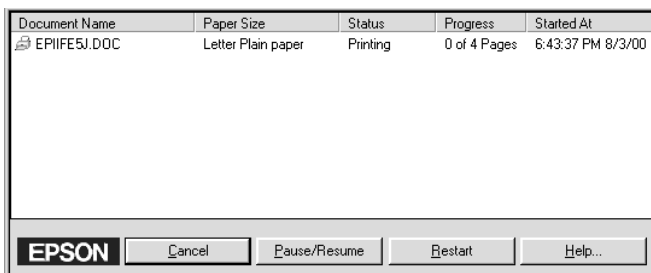 Document Name Paper Size Status Progress Started At
EPIIFE5J.DOC Letter Plain paper Printing 0 of 4 Pages 6:43:37 PM 8/3/00
EPSON Cancel Pause/Resume Restart Help...